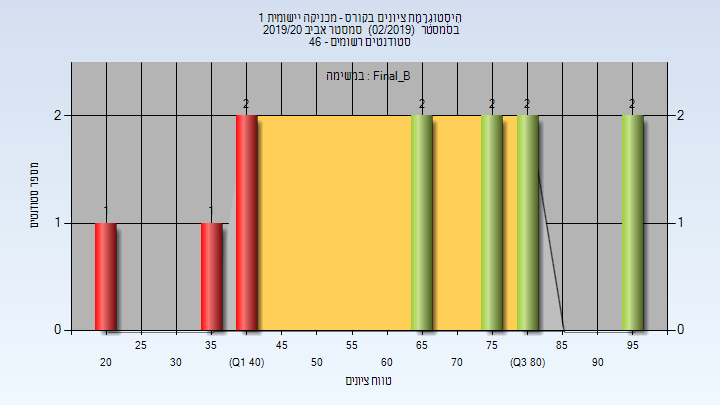 היסטוגרמת ציונים בקורס - מכניקה יישומית 1
בסמסטר (02/2019) סמסטר אביב 2019/20
סטודנטים רשומים - 46
במשימה : Final_B
2 2 2 2 2
1 1
מספר סטודנטים
2 2
1 1
0 0
25 35 45 55 65 75 85 95
20 30 (Q1 40) 50 60 70 (Q3 80) 90
טווח ציונים